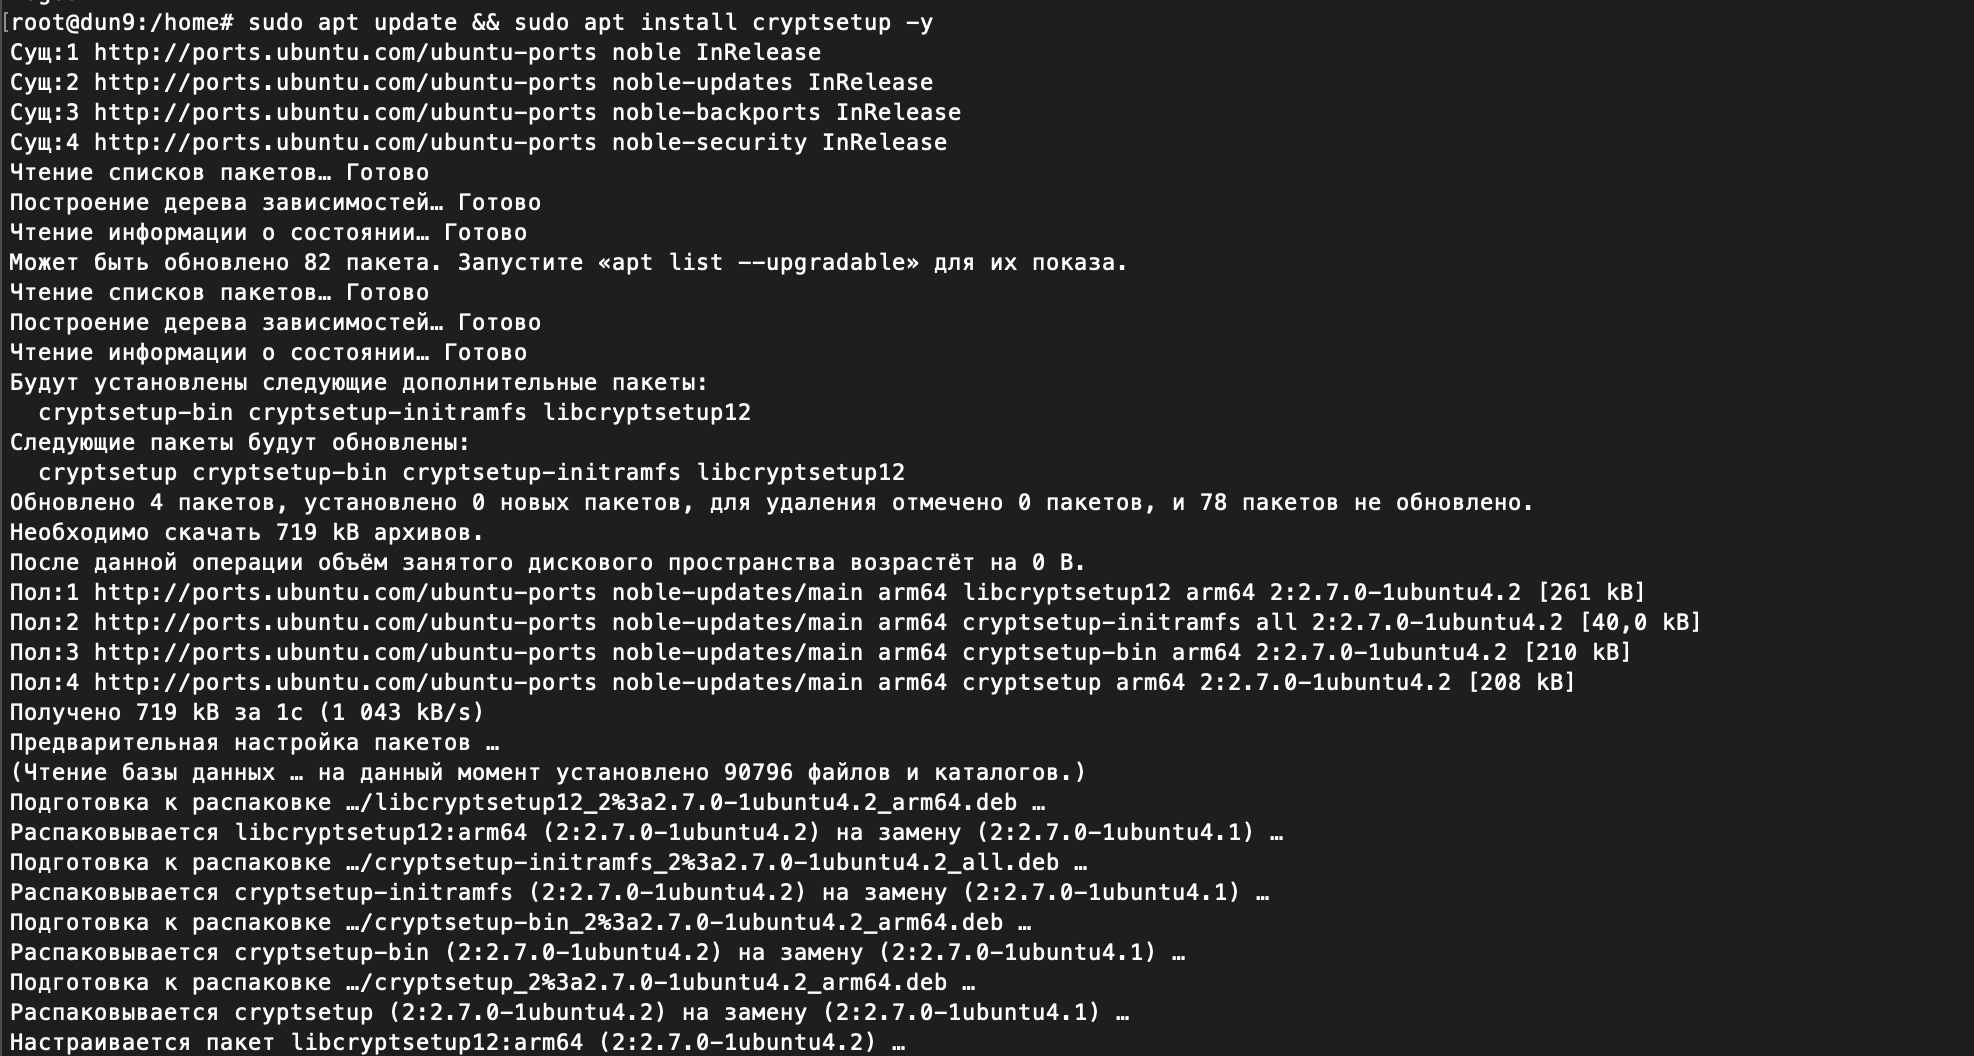 [root@dun9:/home# sudo apt update && sudo apt install cryptsetup -y
Сущ:1 http://ports.ubuntu.com/ubuntu-ports noble InRelease
Сущ:2 http://ports.ubuntu.com/ubuntu-ports noble-updates InRelease
Сущ:3 http://ports.ubuntu.com/ubuntu-ports noble-backports InRelease
Сущ:4 http://ports.ubuntu.com/ubuntu-ports noble-security InRelease
Чтение списков пакетов… Готово
Построение дерева зависимостей… Готово
Чтение информации о состоянии… Готово
Может быть обновлено 82 пакета. Запустите «apt list --upgradable» для их показа.
Чтение списков пакетов… Готово
Построение дерева зависимостей… Готово
Чтение информации о состоянии… Готово
Будут установлены следующие дополнительные пакеты:
  cryptsetup-bin cryptsetup-initramfs libcryptsetup12
Следующие пакеты будут обновлены:
  cryptsetup cryptsetup-bin cryptsetup-initramfs libcryptsetup12
Обновлено 4 пакетов, установлено 0 новых пакетов, для удаления отмечено 0 пакетов, и 78 пакетов не обновлено.
Необходимо скачать 719 kB архивов.
После данной операции объём занятого дискового пространства возрастёт на 0 B.
Пол:1 http://ports.ubuntu.com/ubuntu-ports noble-updates/main arm64 libcryptsetup12 arm64 2:2.7.0-1ubuntu4.2 [261 kB]
Пол:2 http://ports.ubuntu.com/ubuntu-ports noble-updates/main arm64 cryptsetup-initramfs all 2:2.7.0-1ubuntu4.2 [40,0 kB]
Пол:3 http://ports.ubuntu.com/ubuntu-ports noble-updates/main arm64 cryptsetup-bin arm64 2:2.7.0-1ubuntu4.2 [210 kB]
Пол:4 http://ports.ubuntu.com/ubuntu-ports noble-updates/main arm64 cryptsetup arm64 2:2.7.0-1ubuntu4.2 [208 kB]
Получено 719 kB за 1с (1 043 kB/s)
Предварительная настройка пакетов …
(Чтение базы данных … на данный момент установлено 90796 файлов и каталогов.)
Подготовка к распаковке …/libcryptsetup12_2%3a2.7.0-1ubuntu4.2_arm64.deb …
Распаковывается libcryptsetup12:arm64 (2:2.7.0-1ubuntu4.2) на замену (2:2.7.0-1ubuntu4.1) …
Подготовка к распаковке …/cryptsetup-initramfs_2%3a2.7.0-1ubuntu4.2_all.deb …
Распаковывается cryptsetup-initramfs (2:2.7.0-1ubuntu4.2) на замену (2:2.7.0-1ubuntu4.1) …
Подготовка к распаковке …/cryptsetup-bin_2%3a2.7.0-1ubuntu4.2_arm64.deb …
Распаковывается cryptsetup-bin (2:2.7.0-1ubuntu4.2) на замену (2:2.7.0-1ubuntu4.1) …
Подготовка к распаковке …/cryptsetup_2%3a2.7.0-1ubuntu4.2_arm64.deb …
Распаковывается cryptsetup (2:2.7.0-1ubuntu4.2) на замену (2:2.7.0-1ubuntu4.1) …
Настраивается пакет libcryptsetup12:arm64 (2:2.7.0-1ubuntu4.2) …